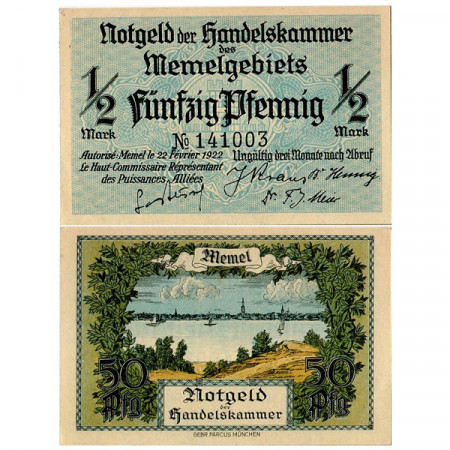 Notgeld der Handelskammer
des
Memelgebiets
1/2 Mark
Fünfzig Pfennig
1/2 Mark
No 141003
Autorisé-Memel le 22 Février 1922
Le Haut-Commissaire Représentant
des Puissances Alliées
Ungültig drei Monate nach Abruf
Memel
50 Pfg
Notgeld
der
Handelskammer
50 Pfg
GEBR. PARCUS MÜNCHEN